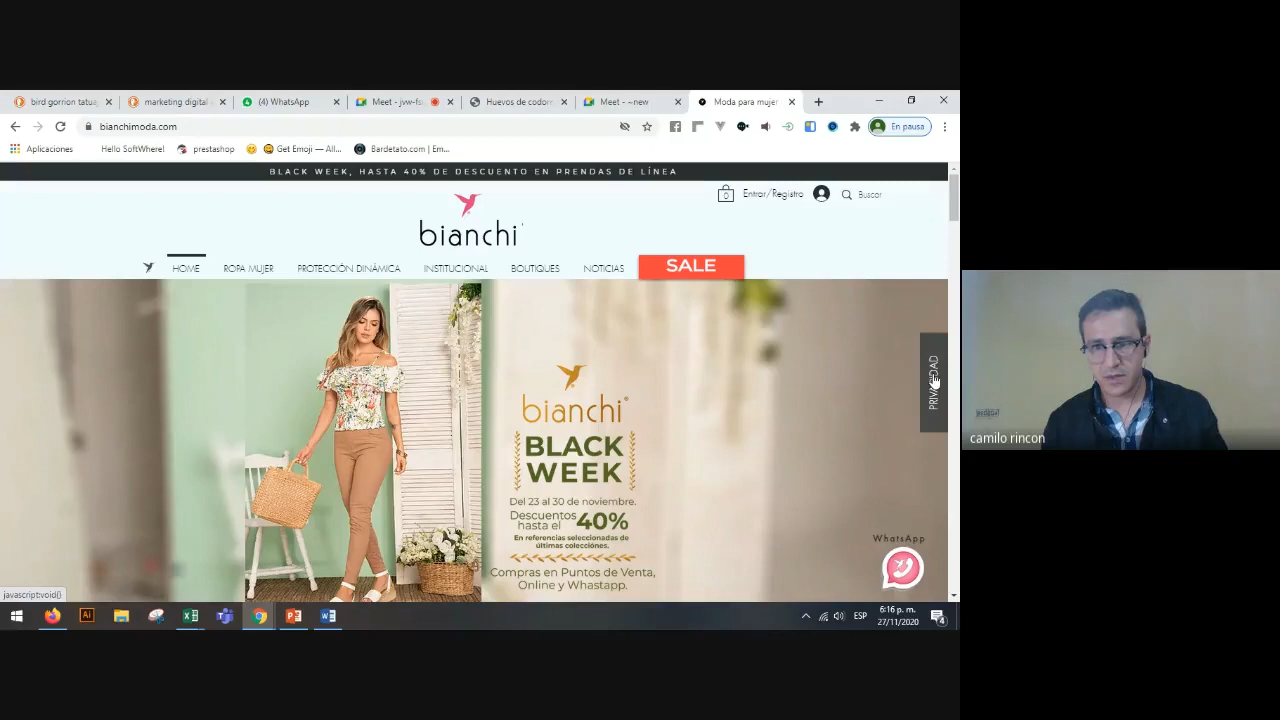 bird gorrion tatua
marketing digital
(4) WhatsApp
Meet - jvw-fs
Huevos de codor
Meet - ~new
Moda para mujer
bianchimoda.com
En pausa
Aplicaciones
Hello SoftWhere!
prestashop
Get Emoji — All...
Bardetato.com | Em...
BLACK WEEK, HASTA 40% DE DESCUENTO EN PRENDAS DE LÍNEA
0
Entrar/Registro
Buscar
bianchi
HOME
ROPA MUJER
PROTECCIÓN DINÁMICA
INSTITUCIONAL
BOUTIQUES
NOTICIAS
SALE
bianchi®
BLACK
WEEK
Del 23 al 30 de noviembre.
Descuentos
hasta el 40%
En referencias seleccionadas de
últimas colecciónes.
Compras en Puntos de Venta,
Online y Whastapp.
PRIVACIDAD
WhatsApp
javascript:void()
ESP
6:16 p. m.
27/11/2020
4
camilo rincon